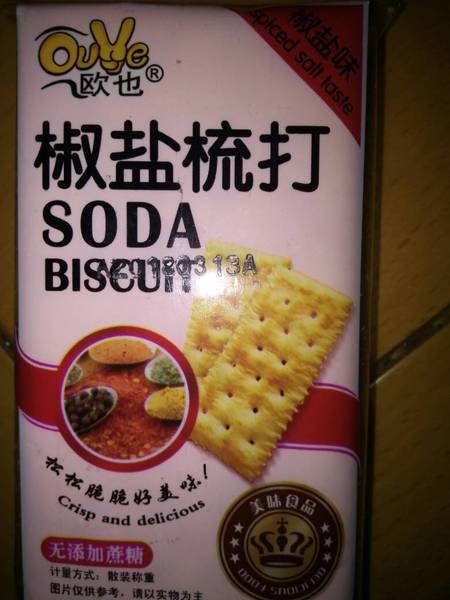 OuYe
欧也®
椒盐味
Spiced salt taste
椒盐梳打
SODA
BISCUIT
松松脆脆好美味!
Crisp and delicious
美味食品
DELICIOUS FOOD
无添加蔗糖
计量方式：散装称重
图片仅供参考，请以实物为主